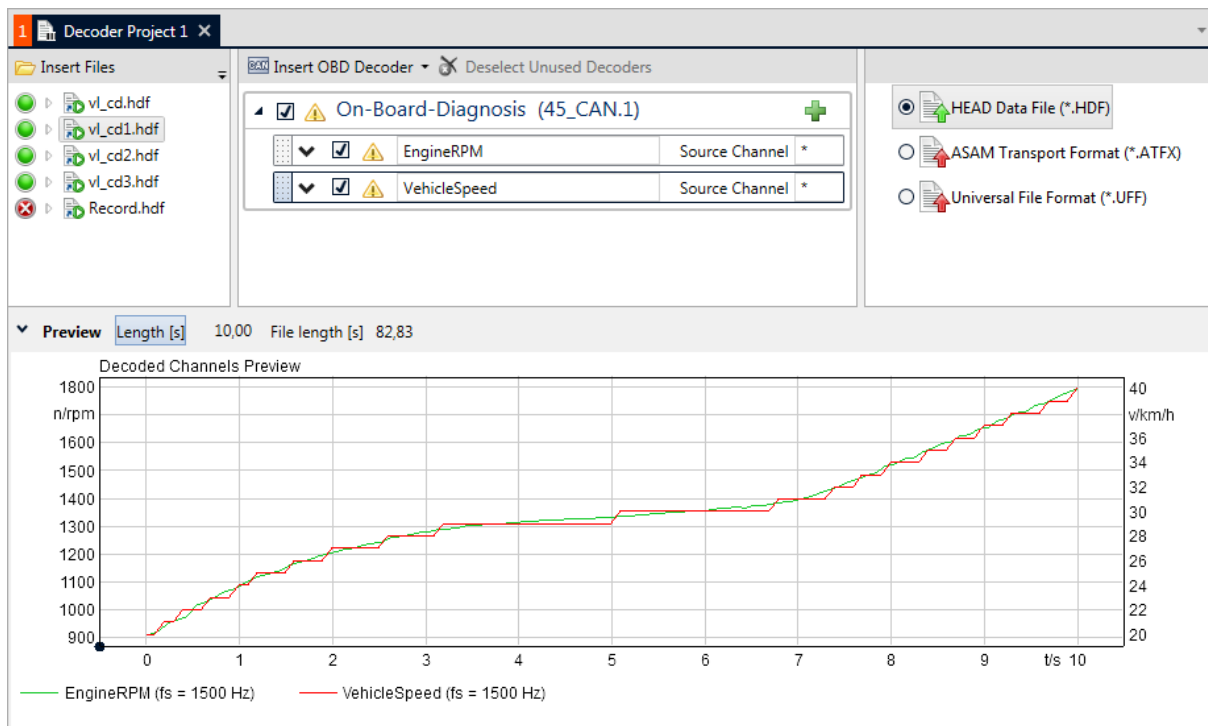 1 Decoder Project 1
Insert Files
vl_cd.hdf
vl_cd1.hdf
vl_cd2.hdf
vl_cd3.hdf
Record.hdf
CAN Insert OBD Decoder Deselect Unused Decoders
On-Board-Diagnosis (45_CAN.1)
EngineRPM Source Channel *
VehicleSpeed Source Channel *
HEAD Data File (*.HDF)
ASAM Transport Format (*.ATFX)
Universal File Format (*.UFF)
Preview Length [s] 10,00 File length [s] 82,83
Decoded Channels Preview
1800
n/rpm
1600
1500
1400
1300
1200
1100
1000
900
40
v/km/h
36
34
32
30
28
26
24
22
20
0 1 2 3 4 5 6 7 8 9 t/s 10
EngineRPM (fs = 1500 Hz) VehicleSpeed (fs = 1500 Hz)